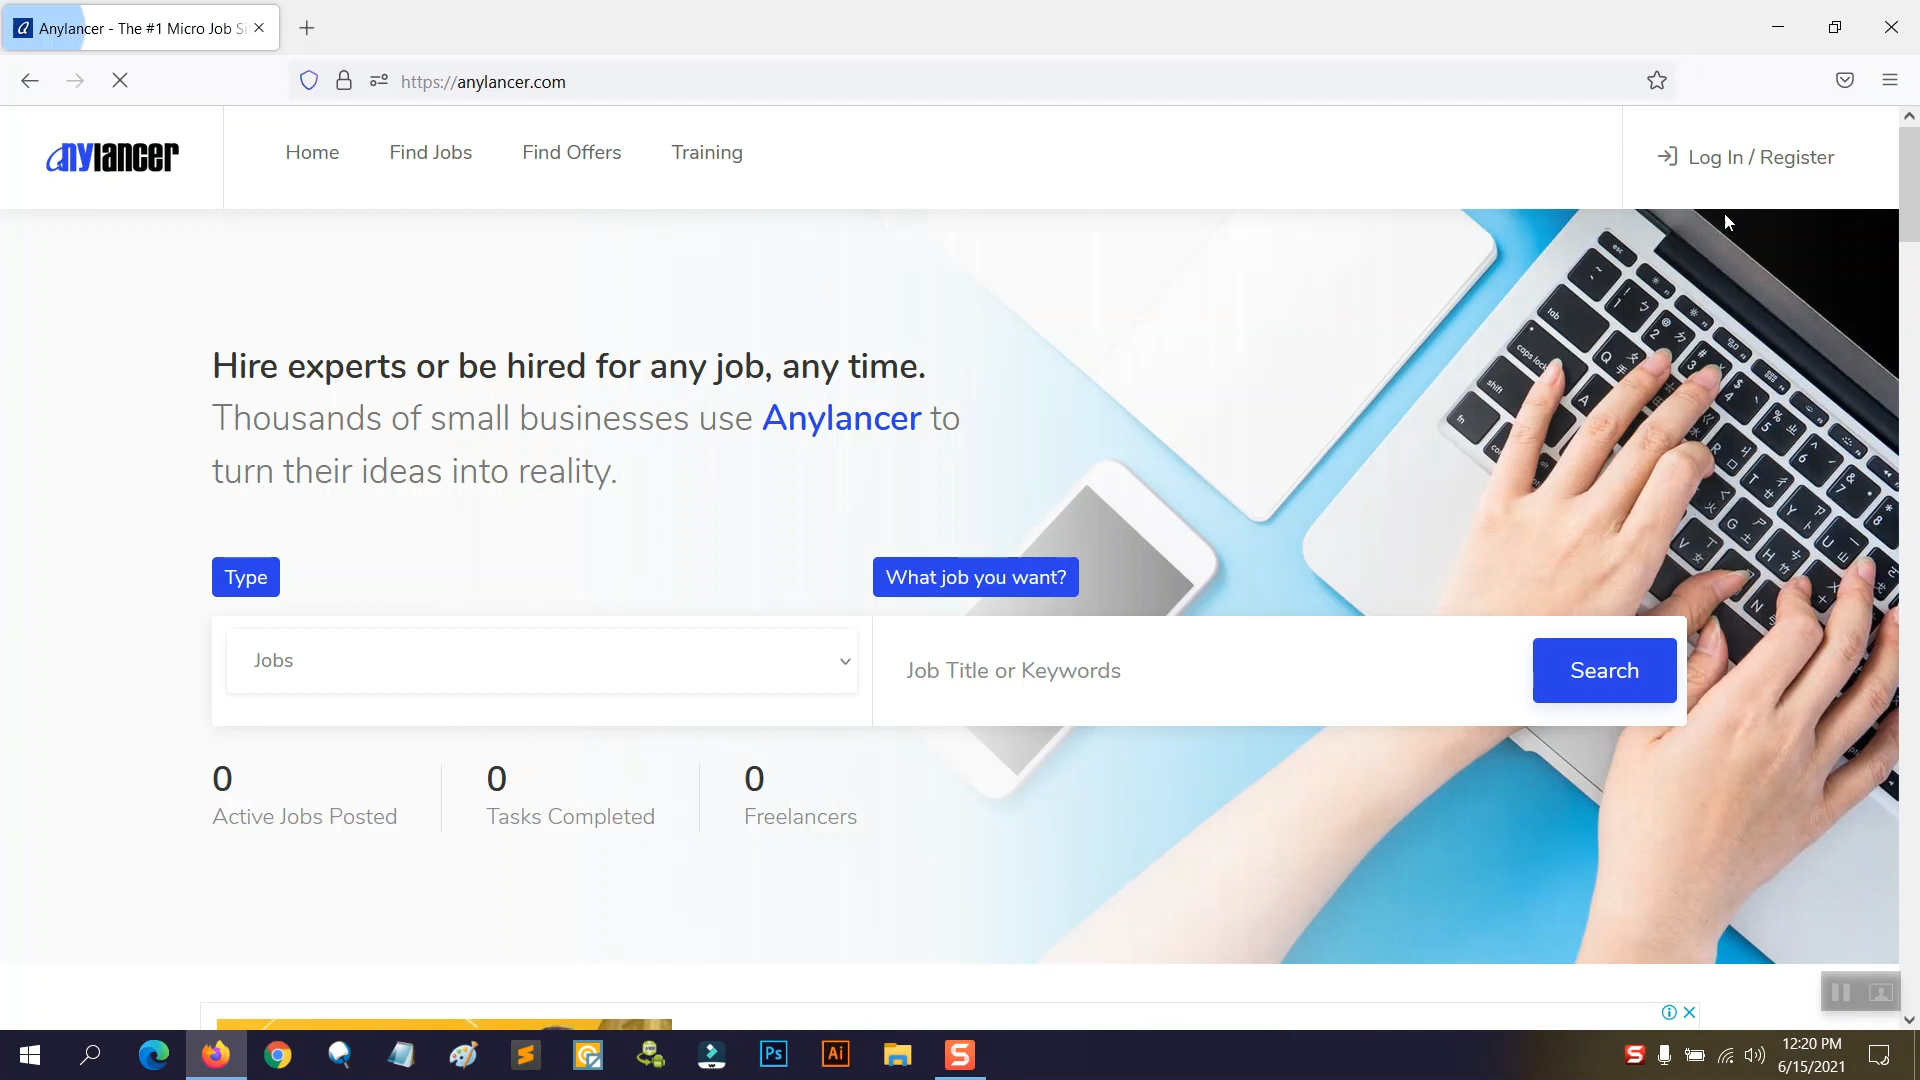 Anylancer - The #1 Micro Job Si
https://anylancer.com
anylancer
Home
Find Jobs
Find Offers
Training
Log In / Register
Hire experts or be hired for any job, any time.
Thousands of small businesses use Anylancer to
turn their ideas into reality.
Type
What job you want?
Jobs
Job Title or Keywords
Search
0
0
0
Active Jobs Posted
Tasks Completed
Freelancers
Ps
Ai
12:20 PM
6/15/2021